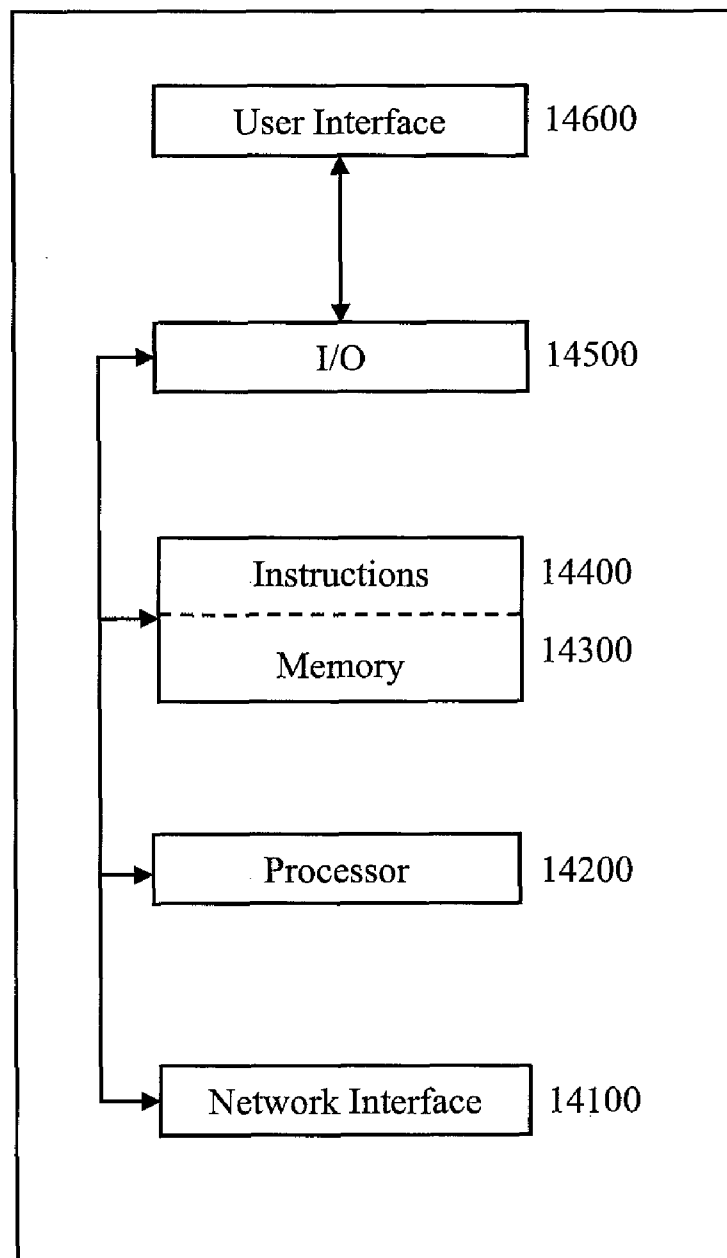 User Interface 14600
I/O 14500
Instructions 14400
Memory 14300
Processor 14200
Network Interface 14100